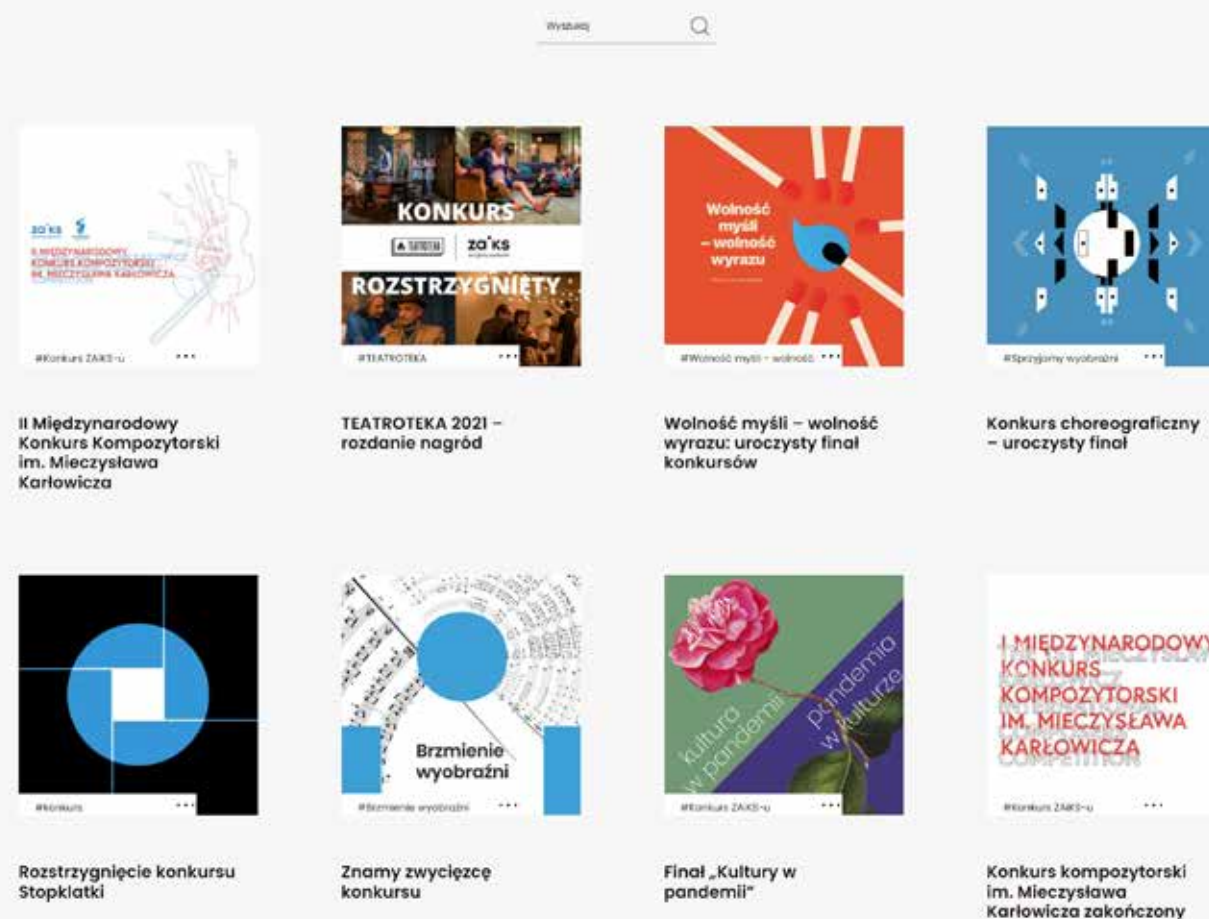 Wyszukaj
za*ks
II MIĘDZYNARODOWY
KONKURS KOMPOZYTORSKI
IM. MIECZYSŁAWA KARŁOWICZA
COMPETITION
#Konkurs ZAiKS-u
KONKURS
TEATROTEKA
za*ks
ROZSTRZYGNIĘTY
#TEATROTEKA
Wolność
myśli
– wolność
wyrazu
#Wolność myśli - wolność
#Sprzyjamy wyobraźni
II Międzynarodowy
Konkurs Kompozytorski
im. Mieczysława
Karłowicza
TEATROTEKA 2021 –
rozdanie nagród
Wolność myśli – wolność
wyrazu: uroczysty finał
konkursów
Konkurs choreograficzny
– uroczysty finał
#konkurs
Brzmienie
wyobraźni
#Brzmienie wyobraźni
kultura
w pandemii
pandemia
w kulturze
#Konkurs ZAiKS-u
I MIĘDZYNARODOWY
KONKURS
KOMPOZYTORSKI
IM. MIECZYSŁAWA
KARŁOWICZA
COMPETITION
#Konkurs ZAiKS-u
Rozstrzygnięcie konkursu
Stopklatki
Znamy zwycięzcę
konkursu
Finał „Kultury w
pandemii”
Konkurs kompozytorski
im. Mieczysława
Karłowicza zakończony